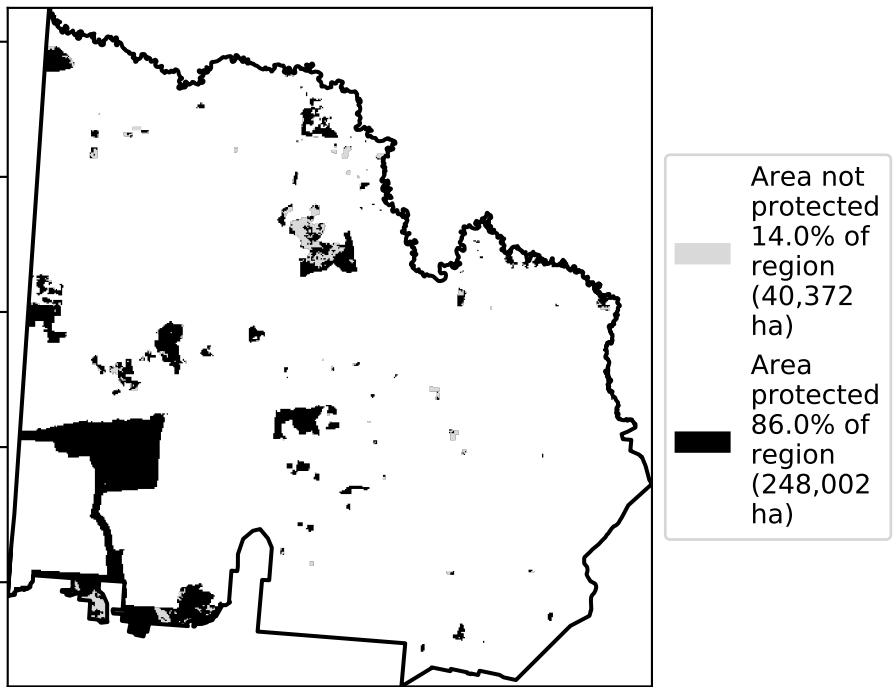 Area not
protected
14.0% of
region
(40,372
ha)
Area
protected
86.0% of
region
(248,002
ha)